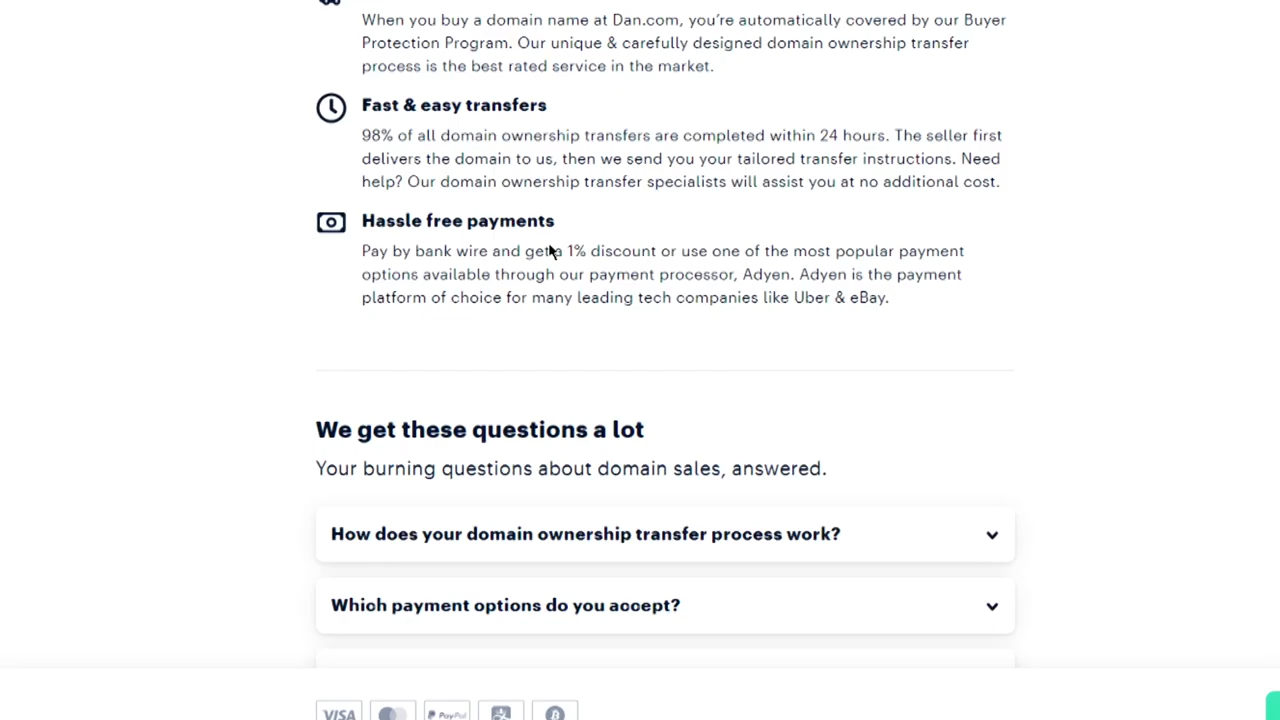 When you buy a domain name at Dan.com, you're automatically covered by our Buyer
Protection Program. Our unique & carefully designed domain ownership transfer
process is the best rated service in the market.
Fast & easy transfers
98% of all domain ownership transfers are completed within 24 hours. The seller first
delivers the domain to us, then we send you your tailored transfer instructions. Need
help? Our domain ownership transfer specialists will assist you at no additional cost.
Hassle free payments
Pay by bank wire and get a 1% discount or use one of the most popular payment
options available through our payment processor, Adyen. Adyen is the payment
platform of choice for many leading tech companies like Uber & eBay.
We get these questions a lot
Your burning questions about domain sales, answered.
How does your domain ownership transfer process work?
Which payment options do you accept?
VISA PayPal